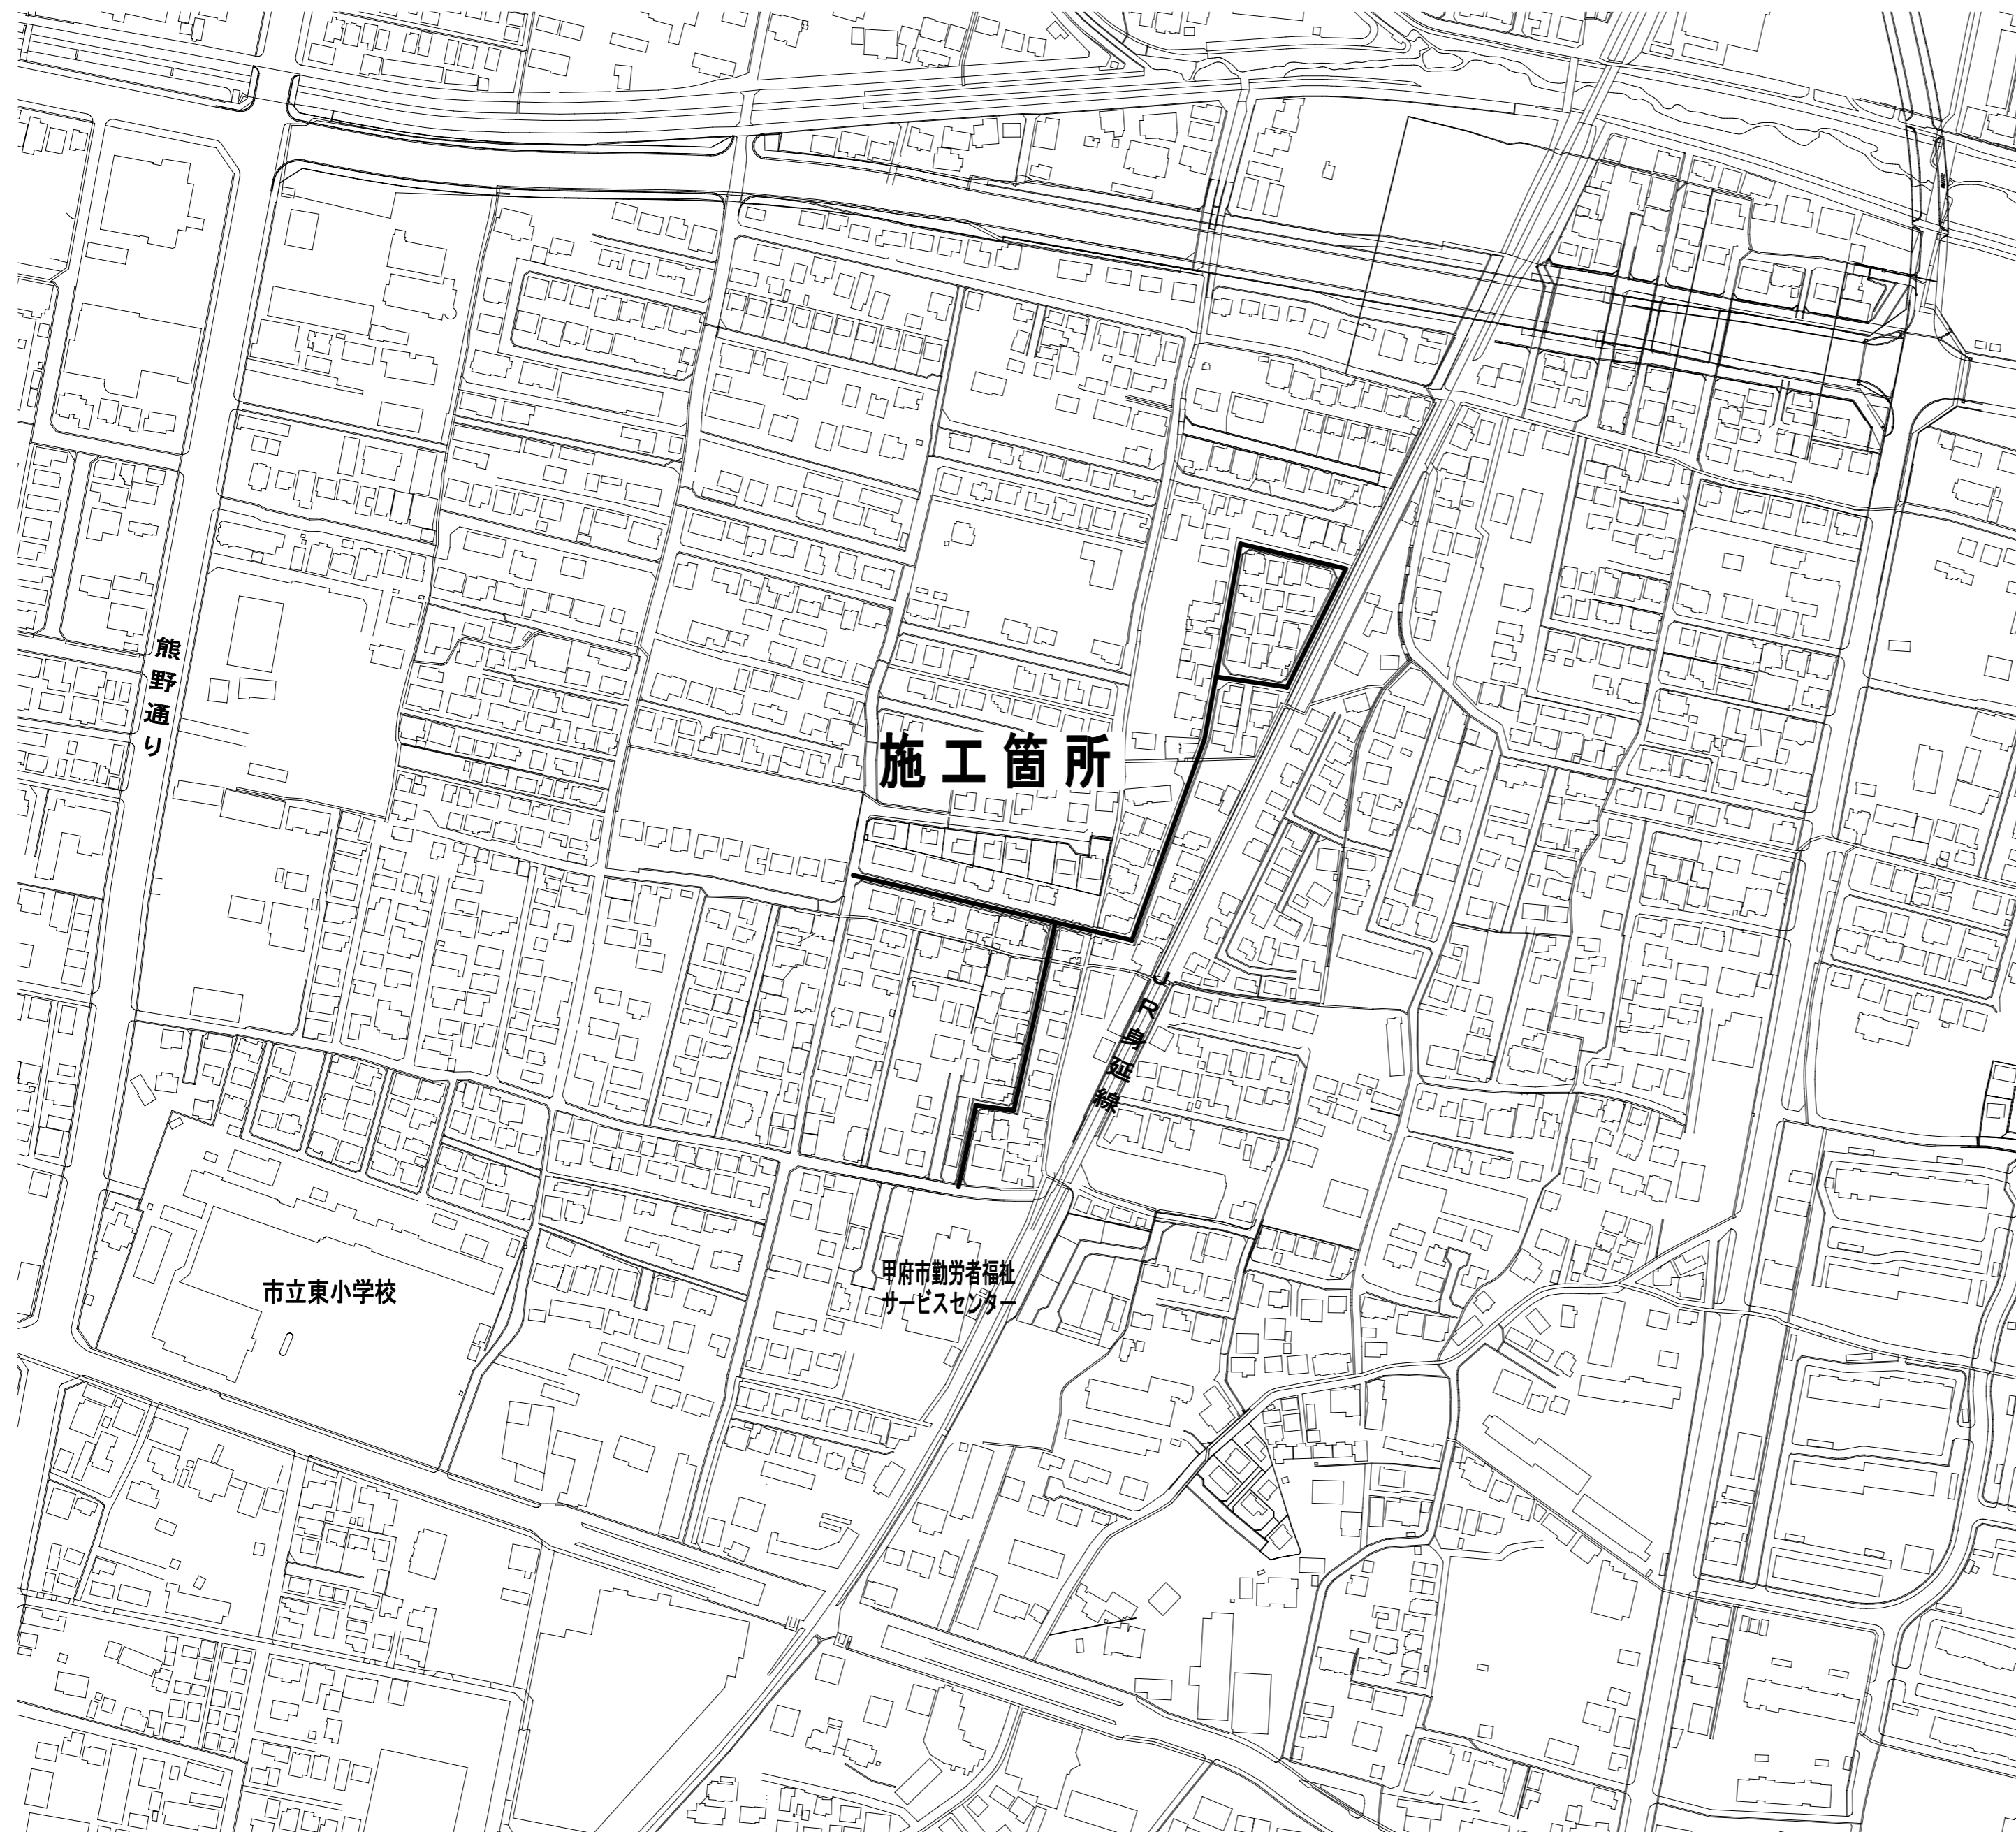 熊野通り
施工箇所
JR身延線
市立東小学校
甲府市勤労者福祉
サービスセンター